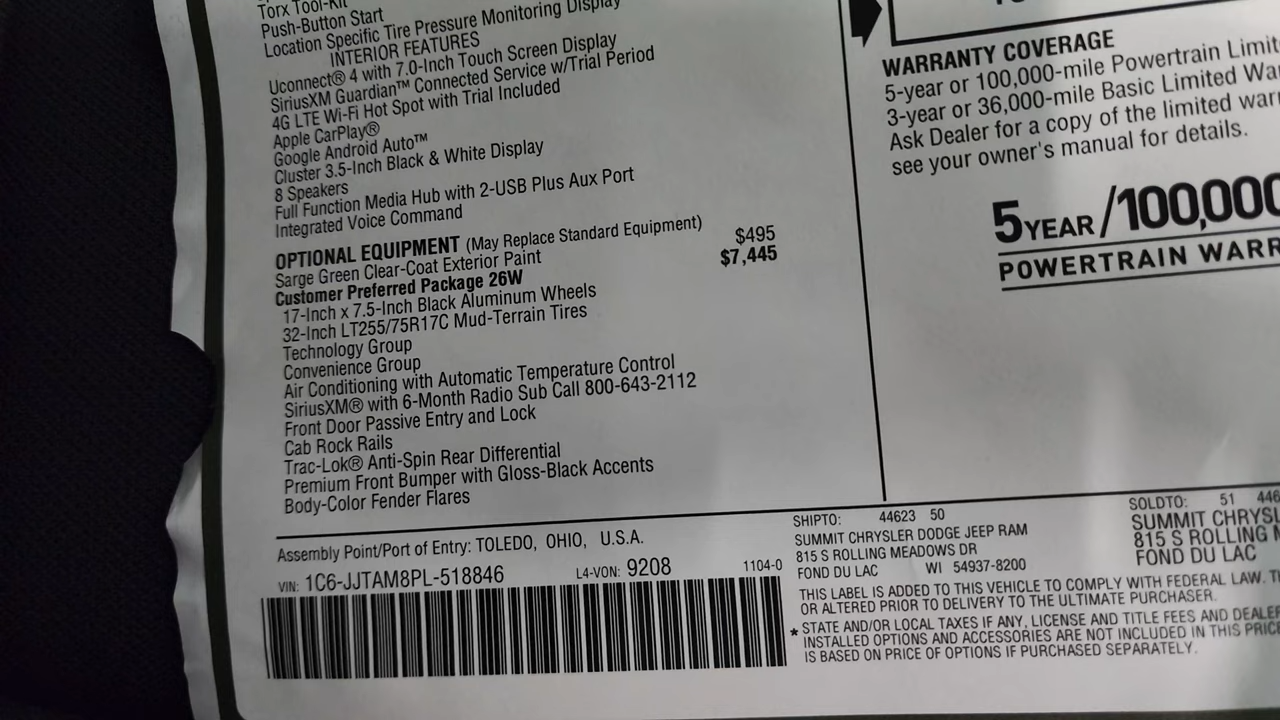 Torx Tool-Kit
Push-Button Start
Location Specific Tire Pressure Monitoring Display
INTERIOR FEATURES
Uconnect® 4 with 7.0-Inch Touch Screen Display
SiriusXM Guardian™ Connected Service w/Trial Period
4G LTE Wi-Fi Hot Spot with Trial Included
Apple CarPlay®
Google Android Auto™
Cluster 3.5-Inch Black & White Display
8 Speakers
Full Function Media Hub with 2-USB Plus Aux Port
Integrated Voice Command
OPTIONAL EQUIPMENT (May Replace Standard Equipment)
Sarge Green Clear-Coat Exterior Paint $495
Customer Preferred Package 26W $7,445
17-Inch x 7.5-Inch Black Aluminum Wheels
32-Inch LT255/75R17C Mud-Terrain Tires
Technology Group
Convenience Group
Air Conditioning with Automatic Temperature Control
SiriusXM® with 6-Month Radio Sub Call 800-643-2112
Front Door Passive Entry and Lock
Cab Rock Rails
Trac-Lok® Anti-Spin Rear Differential
Premium Front Bumper with Gloss-Black Accents
Body-Color Fender Flares
WARRANTY COVERAGE
5-year or 100,000-mile Powertrain Limit
3-year or 36,000-mile Basic Limited Wa
Ask Dealer for a copy of the limited warr
see your owner's manual for details.
5 YEAR/100,000
POWERTRAIN WARR
Assembly Point/Port of Entry: TOLEDO, OHIO, U.S.A.
VIN: 1C6-JJTAM8PL-518846 L4-VON: 9208 1104-0
SHIPTO: 44623 50
SUMMIT CHRYSLER DODGE JEEP RAM
815 S ROLLING MEADOWS DR
FOND DU LAC WI 54937-8200
SOLDTO: 51 446
SUMMIT CHRYSL
815 S ROLLING M
FOND DU LAC
THIS LABEL IS ADDED TO THIS VEHICLE TO COMPLY WITH FEDERAL LAW. T
OR ALTERED PRIOR TO DELIVERY TO THE ULTIMATE PURCHASER.
* STATE AND/OR LOCAL TAXES IF ANY, LICENSE AND TITLE FEES AND DEALER
INSTALLED OPTIONS AND ACCESSORIES ARE NOT INCLUDED IN THIS PRICE
IS BASED ON PRICE OF OPTIONS IF PURCHASED SEPARATELY.